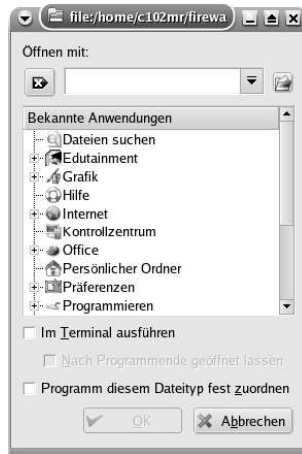 file:/home/c102mr/firewa
Öffnen mit:
Bekannte Anwendungen
Dateien suchen
Edutainment
Grafik
Hilfe
Internet
Kontrollzentrum
Office
Persönlicher Ordner
Präferenzen
Programmieren
Im Terminal ausführen
Nach Programmende geöffnet lassen
Programm diesem Dateityp fest zuordnen
OK
Abbrechen